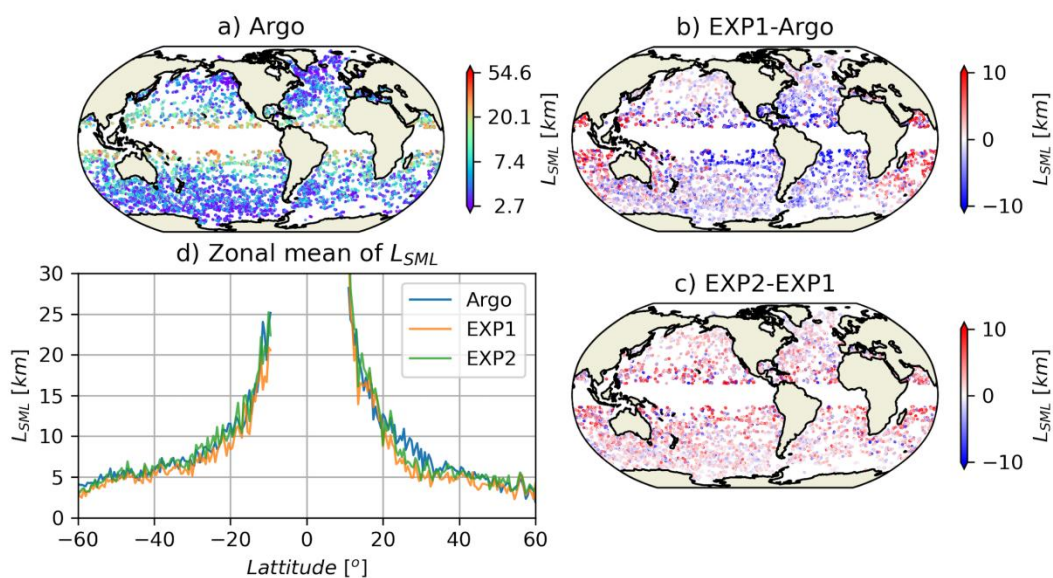 a) Argo
54.6
20.1
7.4
2.7
L_SML [km]
b) EXP1-Argo
10
0
−10
L_SML [km]
d) Zonal mean of L_SML
30
25
20
15
10
5
0
L_SML [km]
Argo
EXP1
EXP2
−60 −40 −20 0 20 40 60
Lattitude [°]
c) EXP2-EXP1
10
0
−10
L_SML [km]